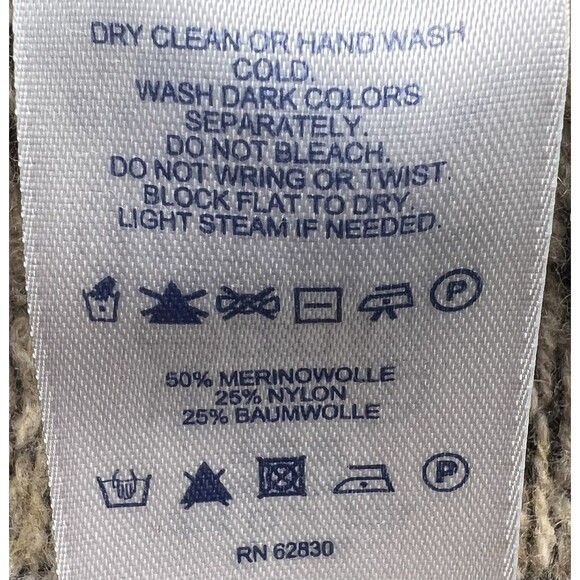 DRY CLEAN OR HAND WASH
COLD.
WASH DARK COLORS
SEPARATELY.
DO NOT BLEACH.
DO NOT WRING OR TWIST.
BLOCK FLAT TO DRY.
LIGHT STEAM IF NEEDED.
P
50% MERINOWOLLE
25% NYLON
25% BAUMWOLLE
P
RN 62830